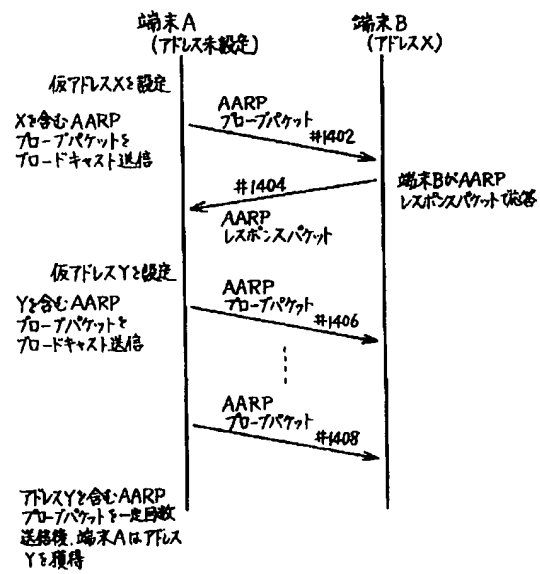 端末A
(アドレス未設定)
端末B
(アドレスX)
仮アドレスXを設定
Xを含むAARP
プローブパケットを
ブロードキャスト送信
AARP
プローブパケット
#1402
#1404
AARP
レスポンスパケット
端末BがAARP
レスポンスパケットで応答
仮アドレスYを設定
Yを含むAARP
プローブパケットを
ブロードキャスト送信
AARP
プローブパケット
#1406
AARP
プローブパケット
#1408
アドレスYを含むAARP
プローブパケットを一定回数
送信後、端末Aはアドレス
Yを獲得